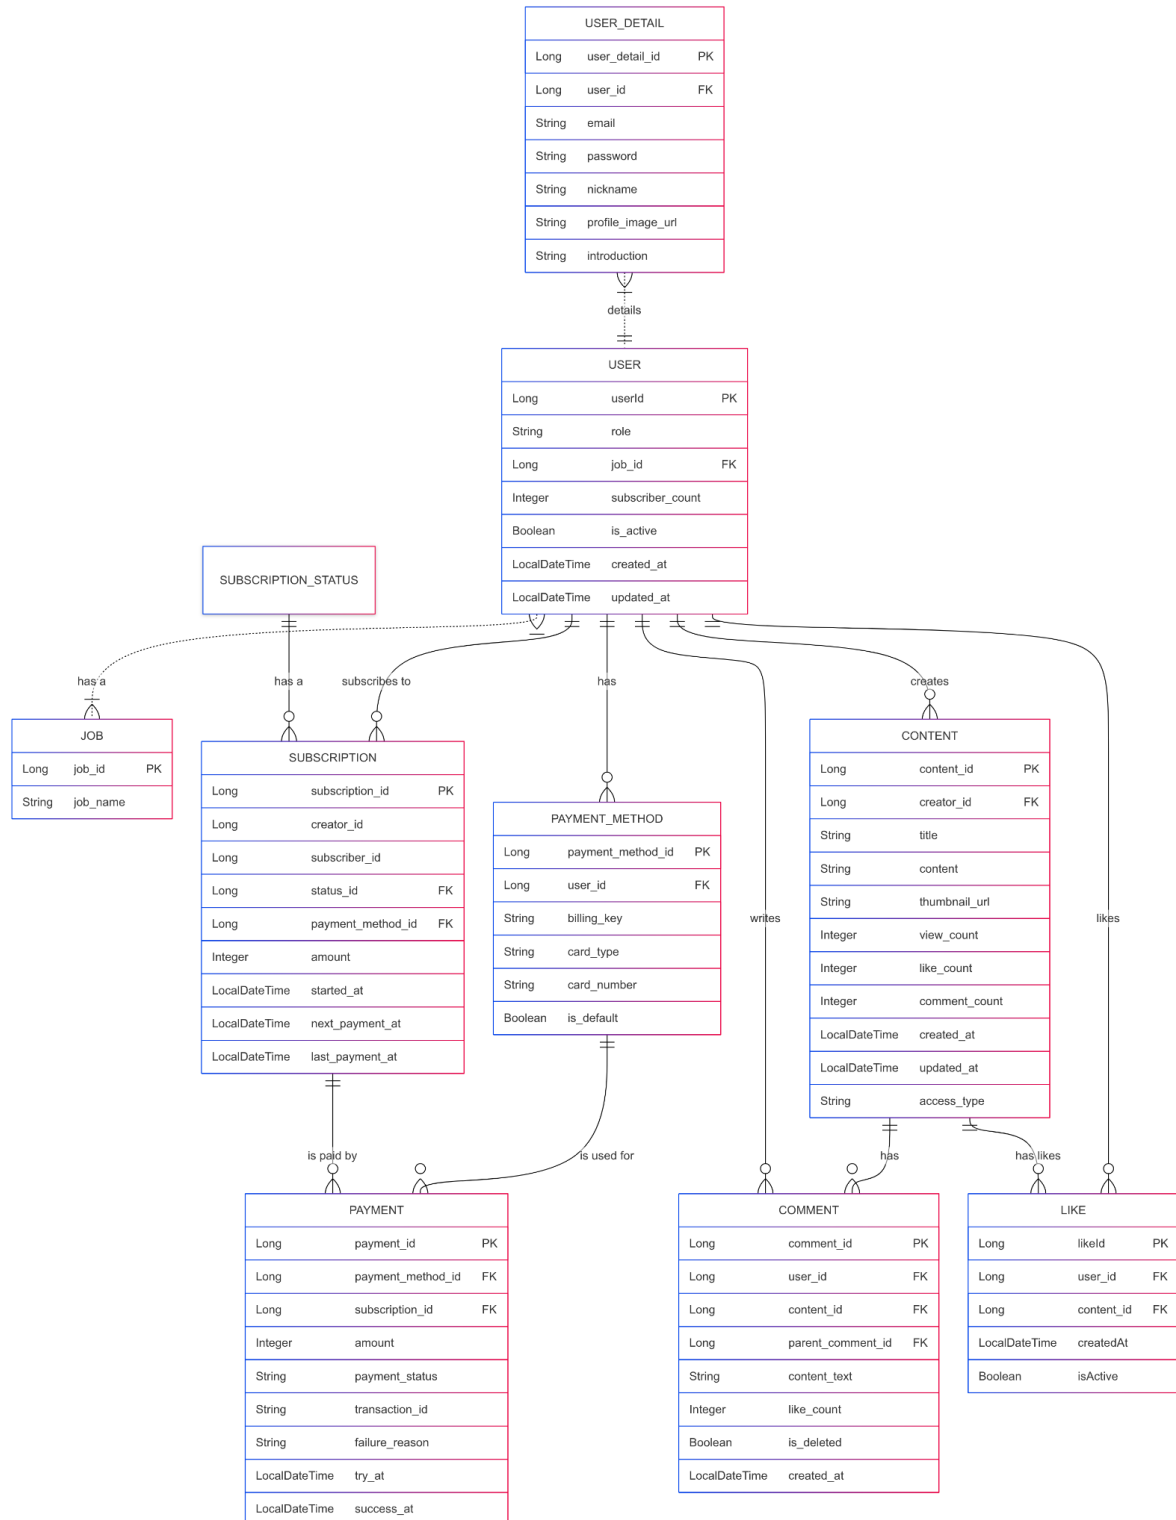 USER_DETAIL
Long user_detail_id PK
Long user_id FK
String email
String password
String nickname
String profile_image_url
String introduction
details
USER
Long userId PK
String role
Long job_id FK
Integer subscriber_count
Boolean is_active
LocalDateTime created_at
LocalDateTime updated_at
SUBSCRIPTION_STATUS
has a
has a
subscribes to
has
creates
JOB
Long job_id PK
String job_name
SUBSCRIPTION
Long subscription_id PK
Long creator_id
Long subscriber_id
Long status_id FK
Long payment_method_id FK
Integer amount
LocalDateTime started_at
LocalDateTime next_payment_at
LocalDateTime last_payment_at
PAYMENT_METHOD
Long payment_method_id PK
Long user_id FK
String billing_key
String card_type
String card_number
Boolean is_default
writes
CONTENT
Long content_id PK
Long creator_id FK
String title
String content
String thumbnail_url
Integer view_count
Integer like_count
Integer comment_count
LocalDateTime created_at
LocalDateTime updated_at
String access_type
likes
is paid by
is used for
has
has likes
PAYMENT
Long payment_id PK
Long payment_method_id FK
Long subscription_id FK
Integer amount
String payment_status
String transaction_id
String failure_reason
LocalDateTime try_at
LocalDateTime success_at
COMMENT
Long comment_id PK
Long user_id FK
Long content_id FK
Long parent_comment_id FK
String content_text
Integer like_count
Boolean is_deleted
LocalDateTime created_at
LIKE
Long likeId PK
Long user_id FK
Long content_id FK
LocalDateTime createdAt
Boolean isActive